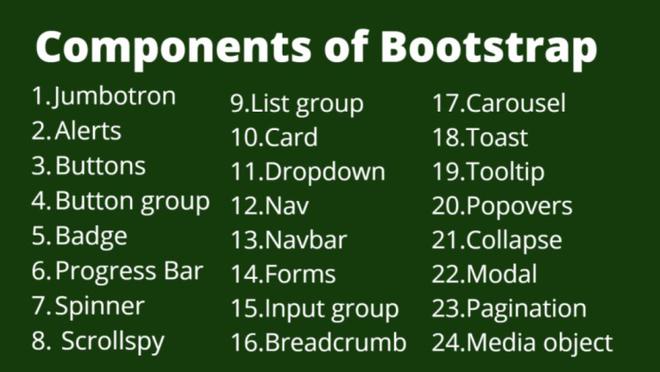 Components of Bootstrap
1.Jumbotron
2.Alerts
3.Buttons
4.Button group
5.Badge
6.Progress Bar
7.Spinner
8. Scrollspy
9.List group
10.Card
11.Dropdown
12.Nav
13.Navbar
14.Forms
15.Input group
16.Breadcrumb
17.Carousel
18.Toast
19.Tooltip
20.Popovers
21.Collapse
22.Modal
23.Pagination
24.Media object